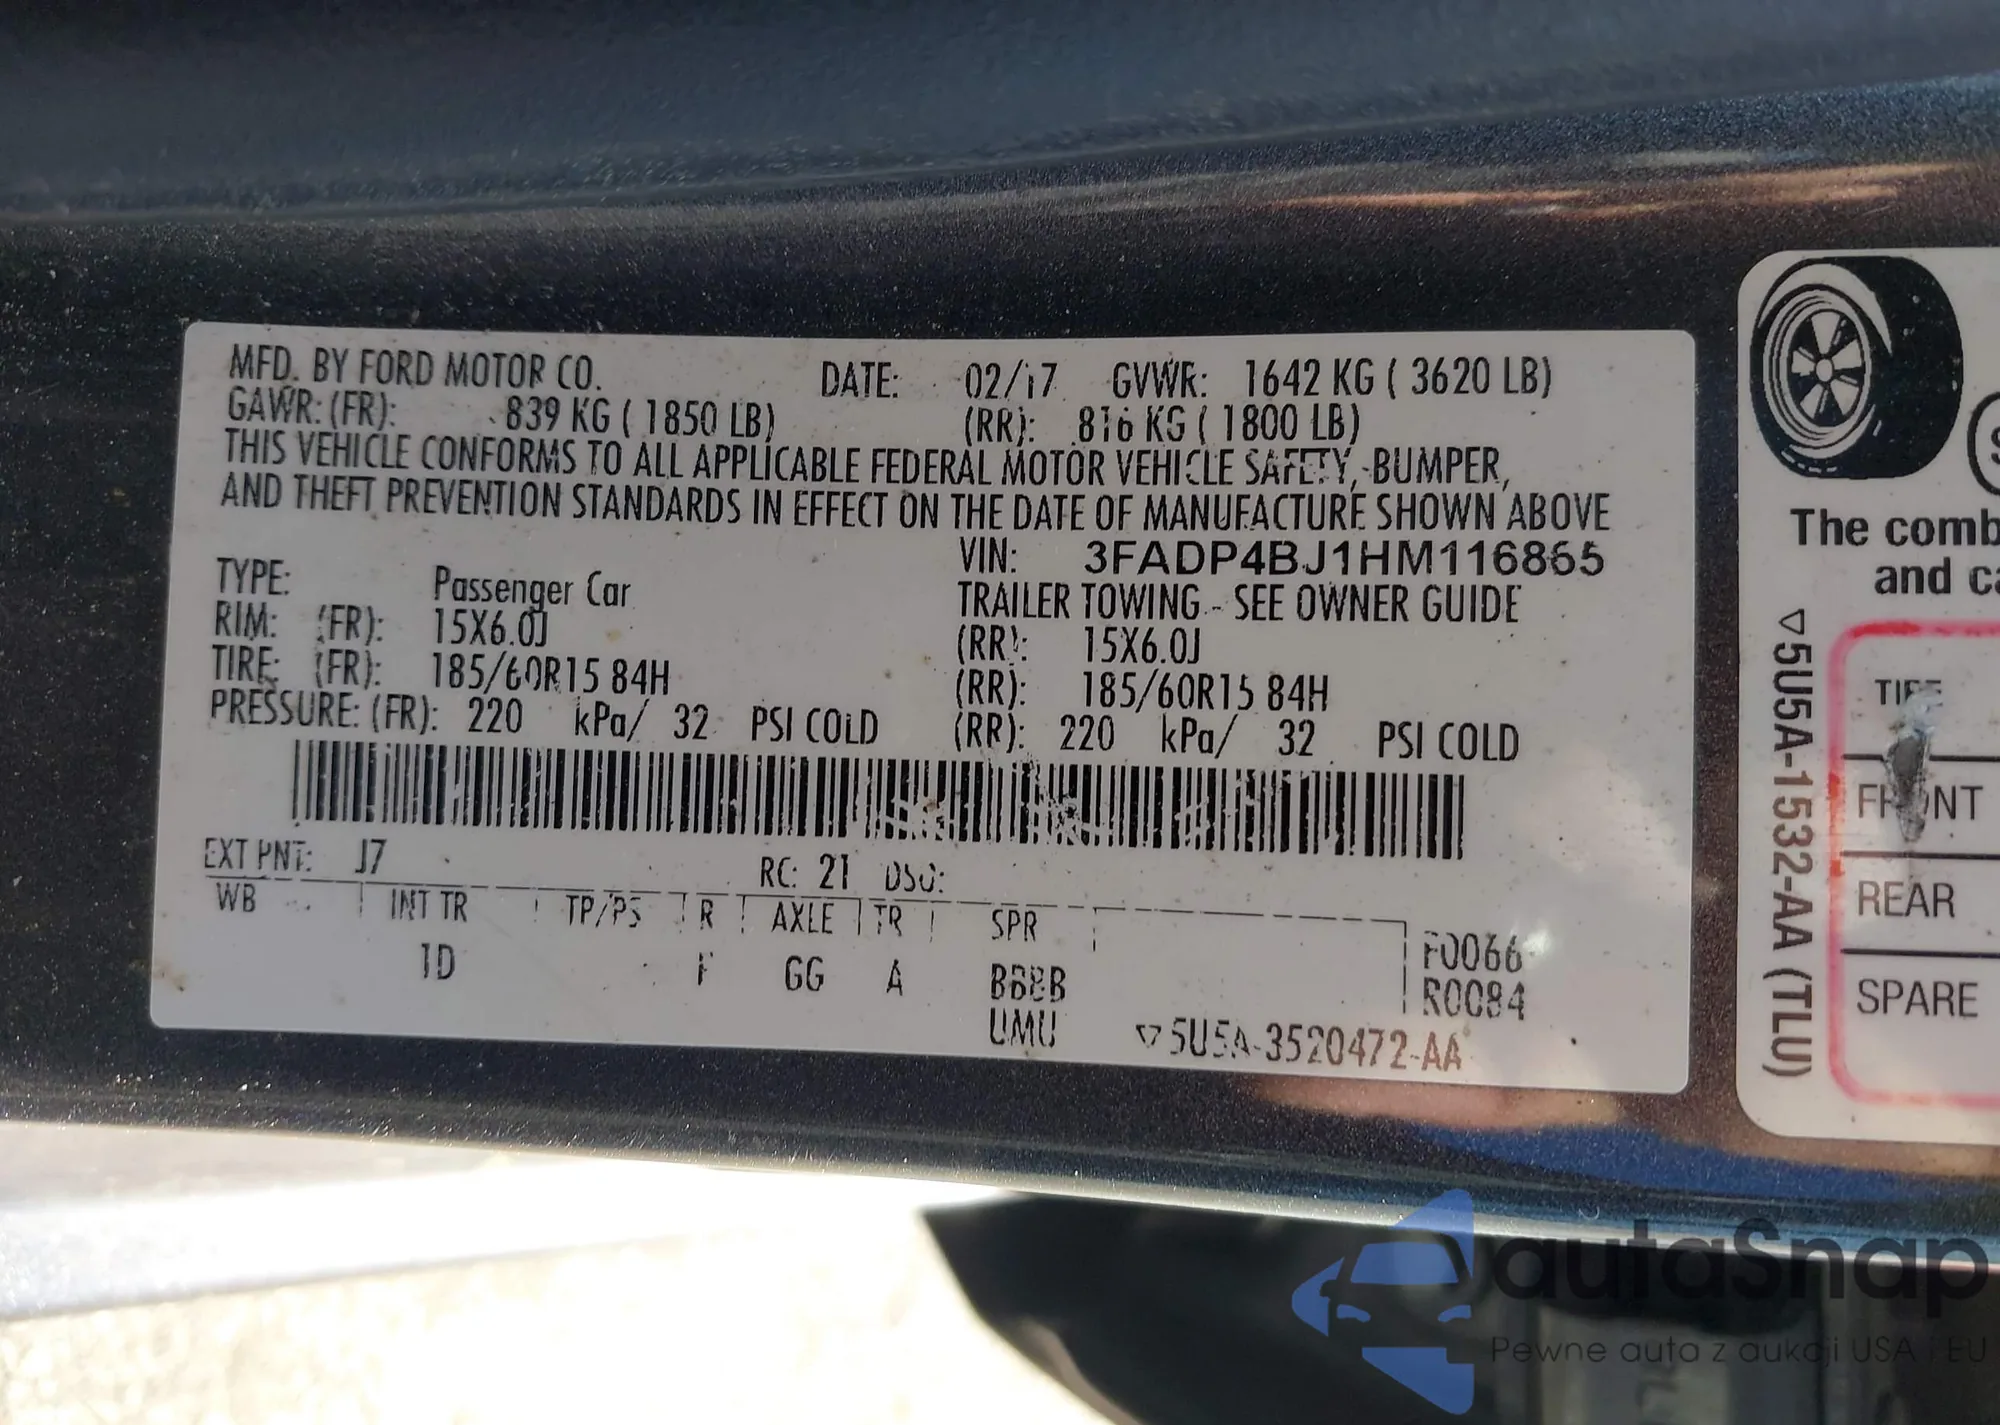 MFD. BY FORD MOTOR CO. DATE: 02/17 GVWR: 1642 KG ( 3620 LB)
GAWR: (FR): 839 KG ( 1850 LB) (RR): 816 KG ( 1800 LB)
THIS VEHICLE CONFORMS TO ALL APPLICABLE FEDERAL MOTOR VEHICLE SAFETY, BUMPER,
AND THEFT PREVENTION STANDARDS IN EFFECT ON THE DATE OF MANUFACTURE SHOWN ABOVE
VIN: 3FADP4BJ1HM116865
TYPE: Passenger Car TRAILER TOWING - SEE OWNER GUIDE
RIM: (FR): 15X6.0J (RR): 15X6.0J
TIRE: (FR): 185/60R15 84H (RR): 185/60R15 84H
PRESSURE: (FR): 220 kPa/ 32 PSI COLD (RR): 220 kPa/ 32 PSI COLD
EXT PNT: J7 RC: 21 DSO:
WB INT TR TP/PS R AXLE TR SPR
1D F GG A BBBB
UMU
F0066
R0084
▽5U5A-3520472-AA
The comb
and ca
▽5U5A-1532-AA (TLU)
TIRE
FRONT
REAR
SPARE
autaSnap
Pewne auta z aukcji USA i EU